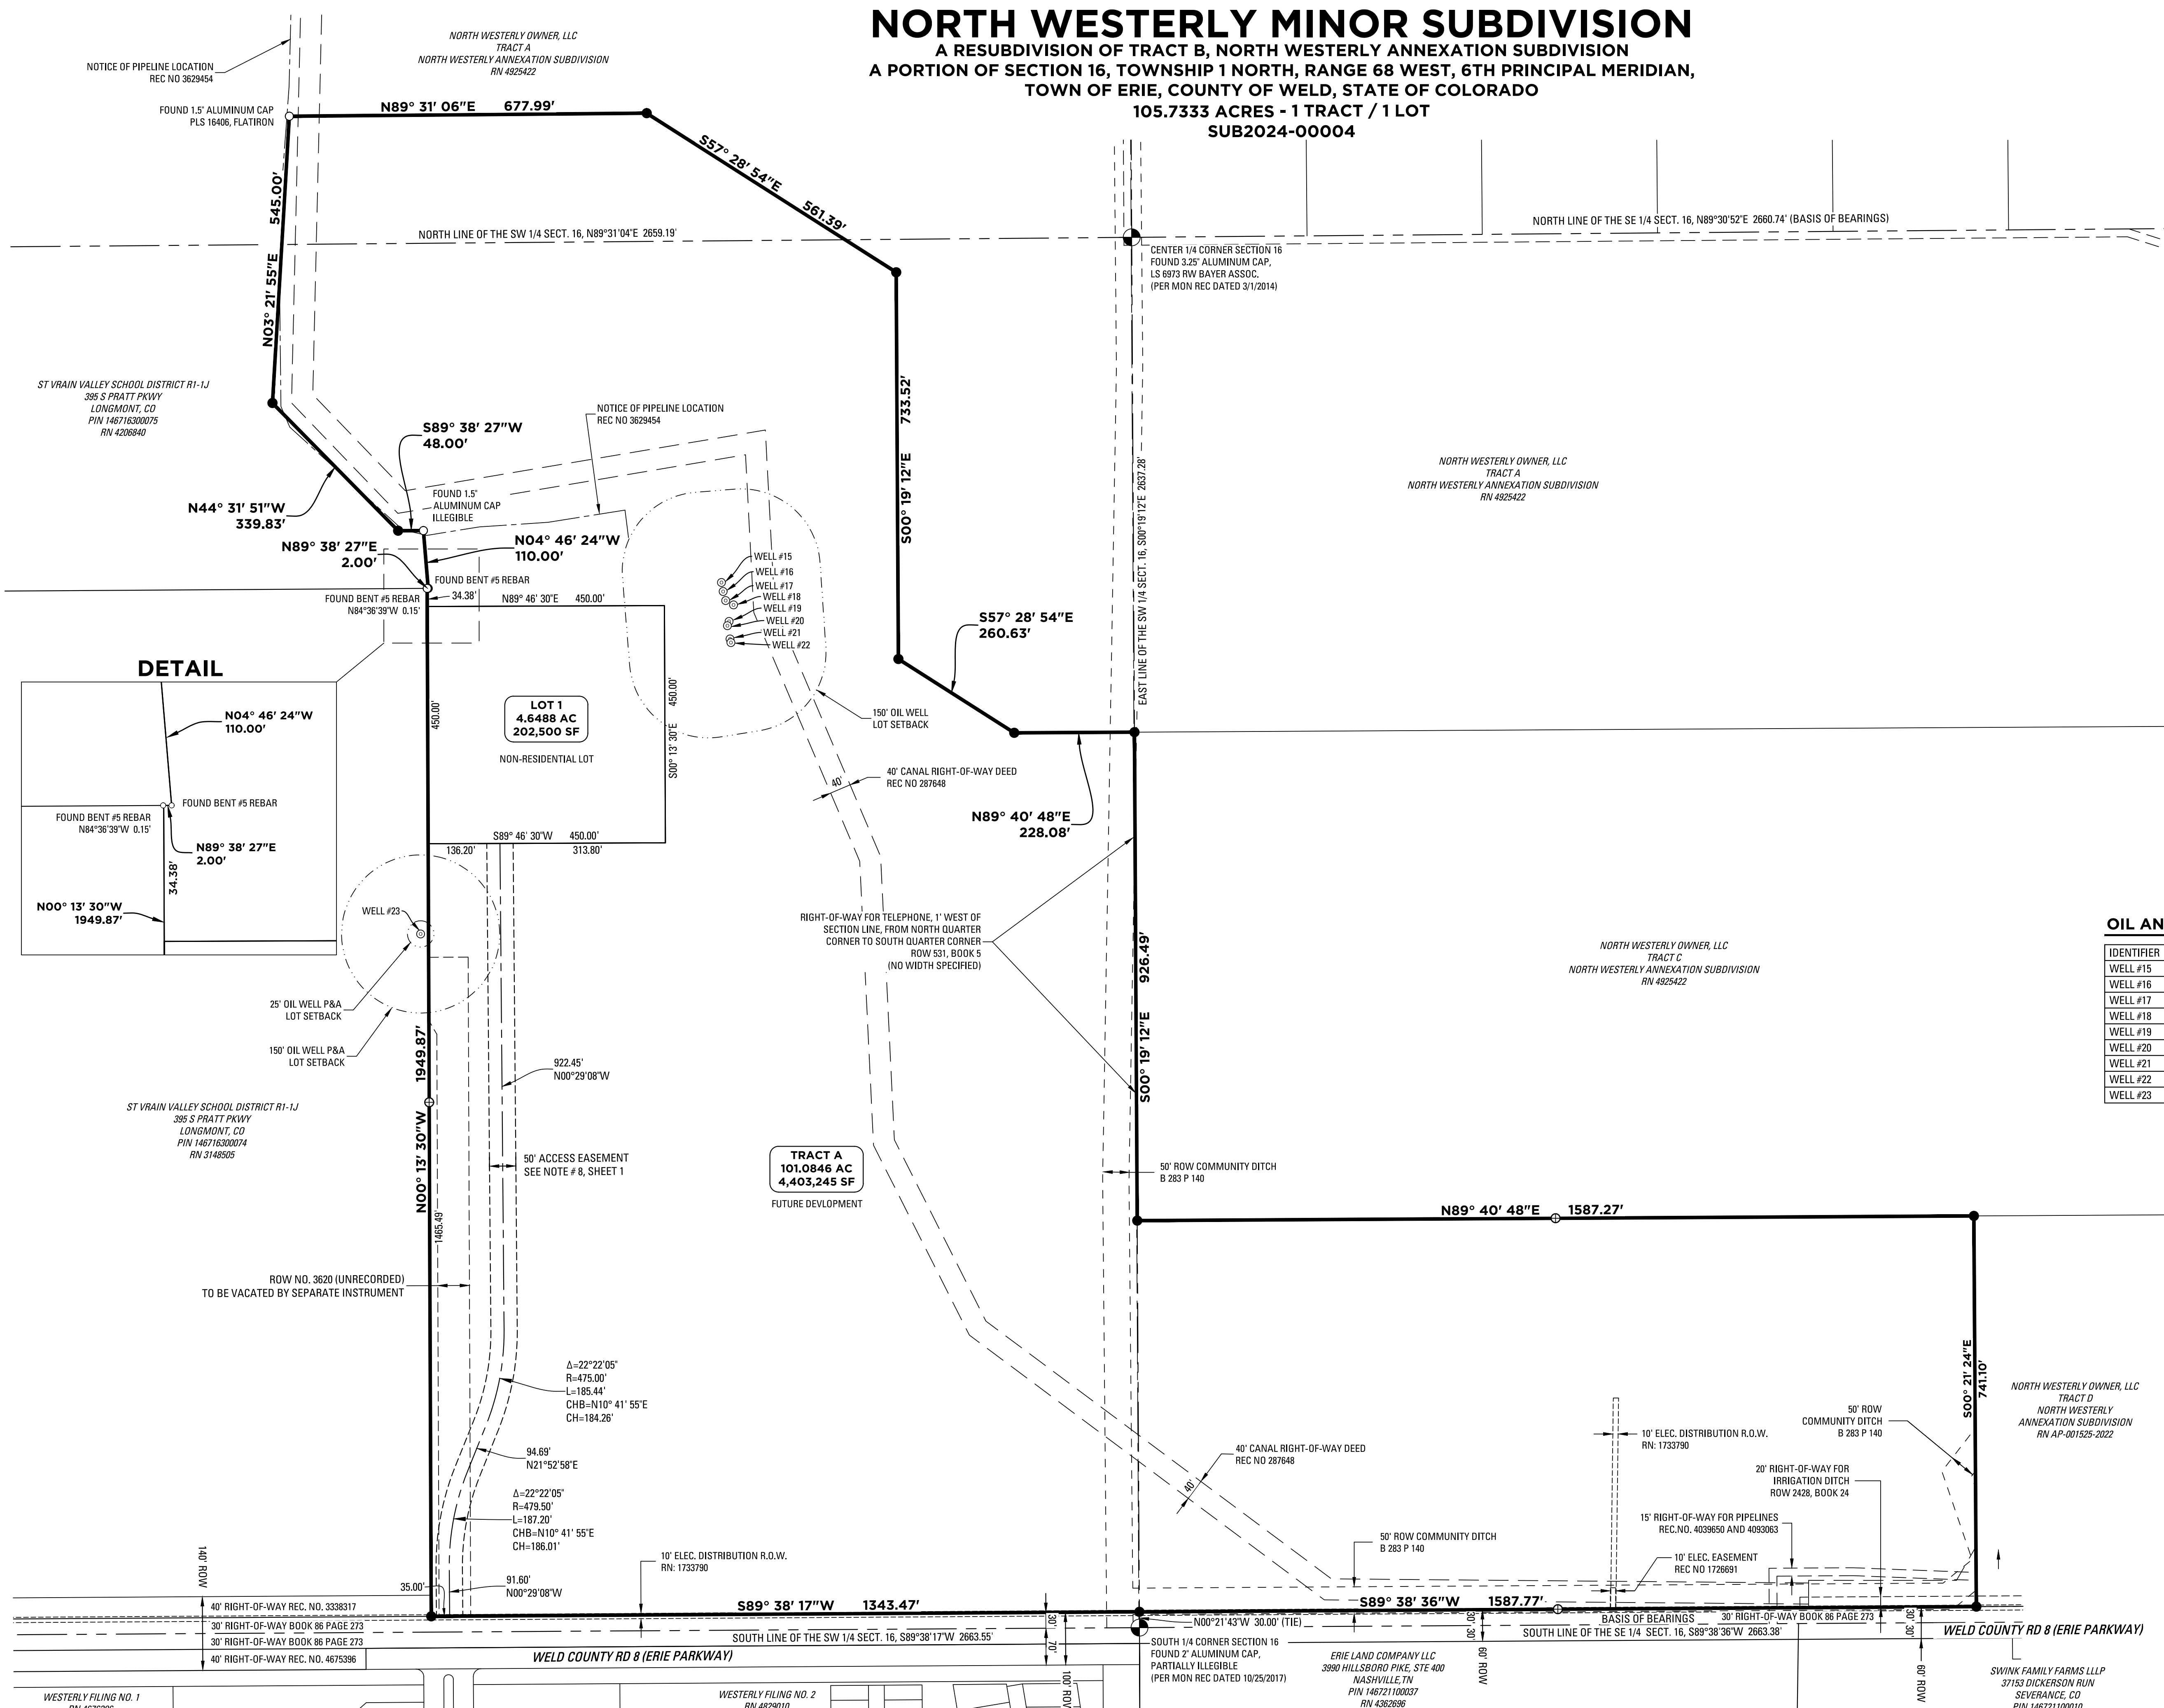 NORTH WESTERLY MINOR SUBDIVISION
A RESUBDIVISION OF TRACT B, NORTH WESTERLY ANNEXATION SUBDIVISION
A PORTION OF SECTION 16, TOWNSHIP 1 NORTH, RANGE 68 WEST, 6TH PRINCIPAL MERIDIAN,
TOWN OF ERIE, COUNTY OF WELD, STATE OF COLORADO
105.7333 ACRES - 1 TRACT / 1 LOT
SUB2024-00004
NORTH WESTERLY OWNER, LLC
TRACT A
NORTH WESTERLY ANNEXATION SUBDIVISION
RN 4925422
NOTICE OF PIPELINE LOCATION
REC NO 3629454
FOUND 1.5" ALUMINUM CAP
PLS 16406, FLATIRON
N89° 31' 06"E 677.99'
S57° 28' 54"E 561.39'
N03° 21' 55"E 545.00'
NORTH LINE OF THE SW 1/4 SECT. 16, N89°31'04"E 2659.19'
NORTH LINE OF THE SE 1/4 SECT. 16, N89°30'52"E 2660.74' (BASIS OF BEARINGS)
CENTER 1/4 CORNER SECTION 16
FOUND 3.25" ALUMINUM CAP,
LS 6973 RW BAYER ASSOC.
(PER MON REC DATED 3/1/2014)
ST VRAIN VALLEY SCHOOL DISTRICT R1-1J
395 S PRATT PKWY
LONGMONT, CO
PIN 146716300075
RN 4206840
S89° 38' 27"W
48.00'
NOTICE OF PIPELINE LOCATION
REC NO 3629454
S00° 19' 12"E 733.52'
EAST LINE OF THE SW 1/4 SECT. 16, S00°19'12"E 2637.28'
NORTH WESTERLY OWNER, LLC
TRACT A
NORTH WESTERLY ANNEXATION SUBDIVISION
RN 4925422
N44° 31' 51"W
339.83'
FOUND 1.5"
ALUMINUM CAP
ILLEGIBLE
N89° 38' 27"E
2.00'
N04° 46' 24"W
110.00'
FOUND BENT #5 REBAR
FOUND BENT #5 REBAR
N84°36'39"W 0.15'
34.38'
N89° 46' 30"E 450.00'
WELL #15
WELL #16
WELL #17
WELL #18
WELL #19
WELL #20
WELL #21
WELL #22
S57° 28' 54"E
260.63'
DETAIL
N04° 46' 24"W
110.00'
FOUND BENT #5 REBAR
FOUND BENT #5 REBAR
N84°36'39"W 0.15'
N89° 38' 27"E
2.00'
34.38'
N00° 13' 30"W
1949.87'
450.00'
LOT 1
4.6488 AC
202,500 SF
NON-RESIDENTIAL LOT
S00° 13' 30"E 450.00'
150' OIL WELL
LOT SETBACK
40' CANAL RIGHT-OF-WAY DEED
REC NO 287648
40'
N89° 40' 48"E
228.08'
S89° 46' 30"W 450.00'
136.20'
313.80'
WELL #23
25' OIL WELL P&A
LOT SETBACK
150' OIL WELL P&A
LOT SETBACK
RIGHT-OF-WAY FOR TELEPHONE, 1' WEST OF
SECTION LINE, FROM NORTH QUARTER
CORNER TO SOUTH QUARTER CORNER
ROW 531, BOOK 5
(NO WIDTH SPECIFIED)
S00° 19' 12"E 926.49'
NORTH WESTERLY OWNER, LLC
TRACT C
NORTH WESTERLY ANNEXATION SUBDIVISION
RN 4925422
OIL AN
IDENTIFIER
WELL #15
WELL #16
WELL #17
WELL #18
WELL #19
WELL #20
WELL #21
WELL #22
WELL #23
N00° 13' 30"W 1949.87'
922.45'
N00°29'08"W
ST VRAIN VALLEY SCHOOL DISTRICT R1-1J
395 S PRATT PKWY
LONGMONT, CO
PIN 146716300074
RN 3148505
50' ACCESS EASEMENT
SEE NOTE # 8, SHEET 1
TRACT A
101.0846 AC
4,403,245 SF
FUTURE DEVLOPMENT
50' ROW COMMUNITY DITCH
B 283 P 140
N89° 40' 48"E 1587.27'
1465.49'
ROW NO. 3620 (UNRECORDED)
TO BE VACATED BY SEPARATE INSTRUMENT
Δ=22°22'05"
R=475.00'
L=185.44'
CHB=N10° 41' 55"E
CH=184.26'
94.69'
N21°52'58"E
Δ=22°22'05"
R=479.50'
L=187.20'
CHB=N10° 41' 55"E
CH=186.01'
91.60'
N00°29'08"W
35.00'
S00° 21' 24"E
741.10'
NORTH WESTERLY OWNER, LLC
TRACT D
NORTH WESTERLY
ANNEXATION SUBDIVISION
RN AP-001525-2022
50' ROW
COMMUNITY DITCH
B 283 P 140
10' ELEC. DISTRIBUTION R.O.W.
RN: 1733790
40' CANAL RIGHT-OF-WAY DEED
REC NO 287648
40'
20' RIGHT-OF-WAY FOR
IRRIGATION DITCH
ROW 2428, BOOK 24
15' RIGHT-OF-WAY FOR PIPELINES
REC.NO. 4039650 AND 4093063
50' ROW COMMUNITY DITCH
B 283 P 140
10' ELEC. EASEMENT
REC NO 1726691
10' ELEC. DISTRIBUTION R.O.W.
RN: 1733790
140' ROW
40' RIGHT-OF-WAY REC. NO. 3338317
30' RIGHT-OF-WAY BOOK 86 PAGE 273
30' RIGHT-OF-WAY BOOK 86 PAGE 273
40' RIGHT-OF-WAY REC. NO. 4675396
S89° 38' 17"W 1343.47'
S89° 38' 36"W 1587.77'
N00°21'43"W 30.00' (TIE)
BASIS OF BEARINGS
30' RIGHT-OF-WAY BOOK 86 PAGE 273
SOUTH LINE OF THE SW 1/4 SECT. 16, S89°38'17"W 2663.55'
SOUTH LINE OF THE SE 1/4 SECT. 16, S89°38'36"W 2663.38'
30'
70'
100' ROW
30'
30'
60' ROW
30'
30'
60' ROW
WELD COUNTY RD 8 (ERIE PARKWAY)
WELD COUNTY RD 8 (ERIE PARKWAY)
SOUTH 1/4 CORNER SECTION 16
FOUND 2" ALUMINUM CAP,
PARTIALLY ILLEGIBLE
(PER MON REC DATED 10/25/2017)
ERIE LAND COMPANY LLC
3990 HILLSBORO PIKE, STE 400
NASHVILLE,TN
PIN 146721100037
RN 4362696
SWINK FAMILY FARMS LLLP
37153 DICKERSON RUN
SEVERANCE, CO
PIN 146721100010
WESTERLY FILING NO. 1
WESTERLY FILING NO. 2
RN 4829010